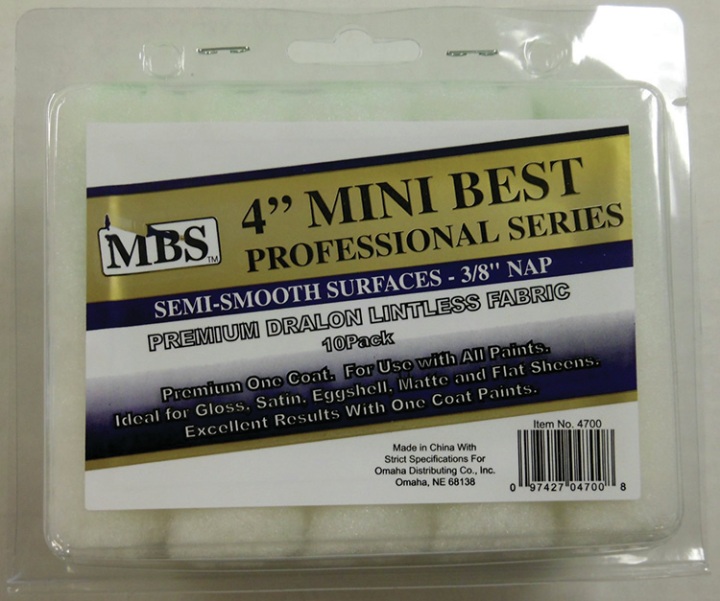 MBS TM
4” MINI BEST
PROFESSIONAL SERIES
SEMI-SMOOTH SURFACES - 3/8" NAP
PREMIUM DRALON LINTLESS FABRIC
10Pack
Premium One Coat. For Use with All Paints.
Ideal for Gloss, Satin, Eggshell, Matte and Flat Sheens.
Excellent Results With One Coat Paints.
Item No. 4700
Made in China With
Strict Specifications For
Omaha Distributing Co., Inc.
Omaha, NE 68138
0 97427 04700 8